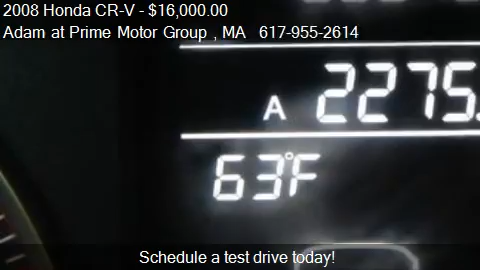 2008 Honda CR-V - $16,000.00
Adam at Prime Motor Group , MA 617-955-2614
A 2275.
63°F
Schedule a test drive today!